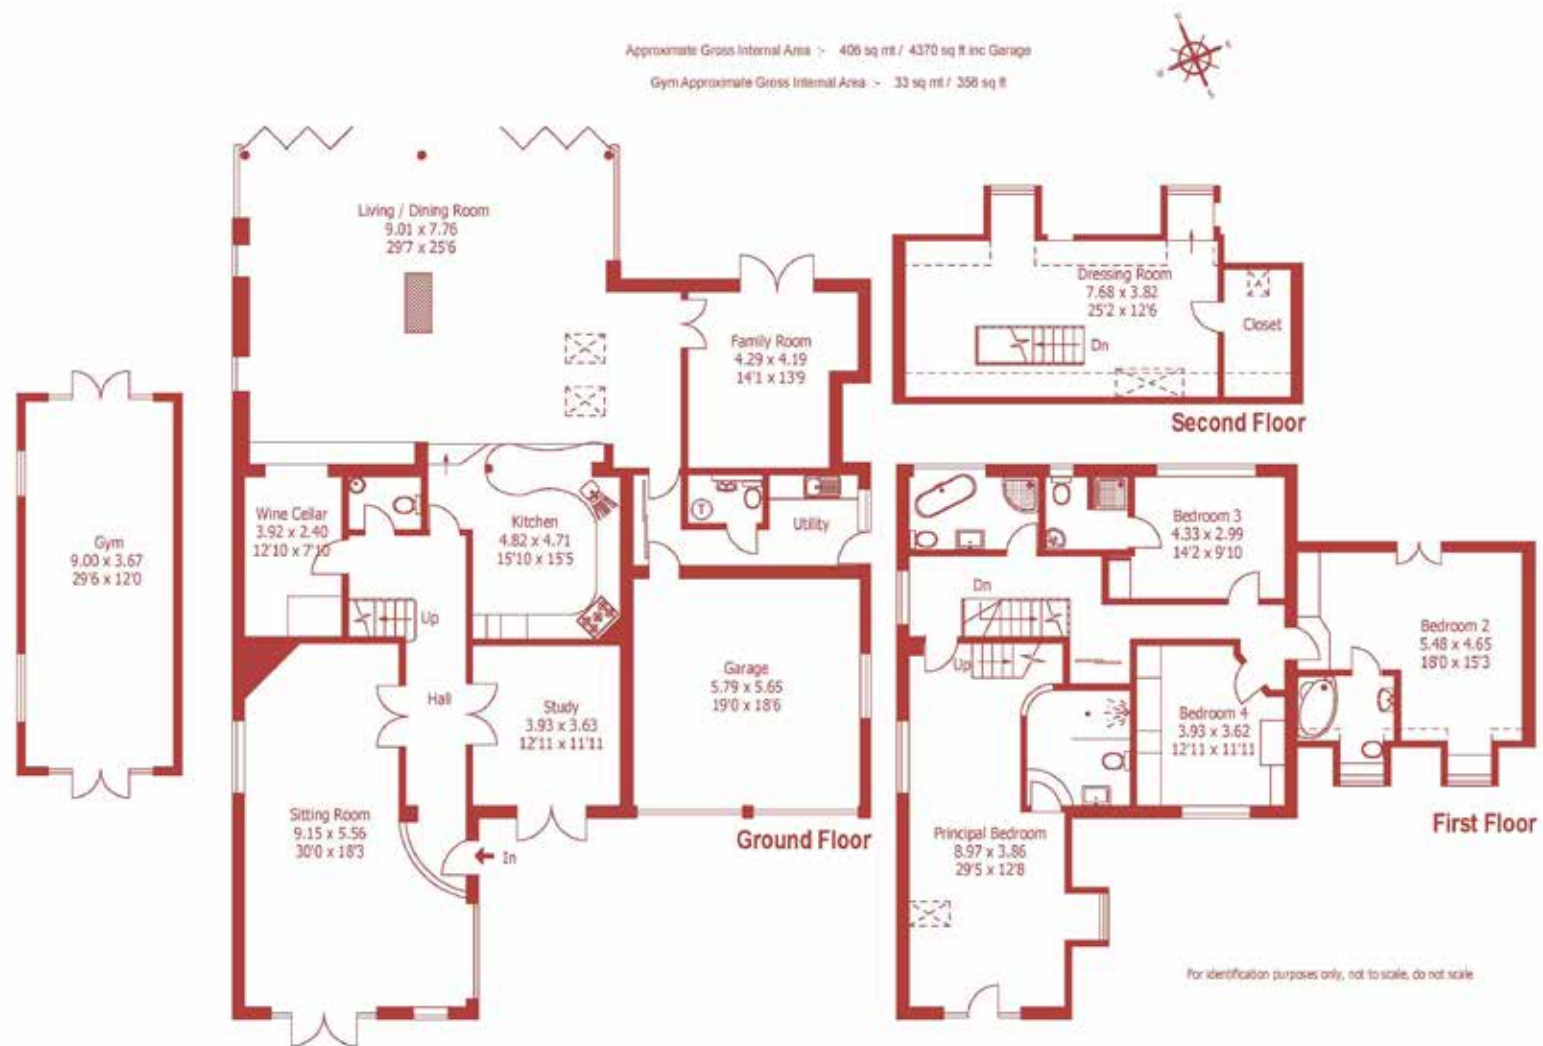 Approximate Gross Internal Area :- 406 sq mt / 4370 sq ft inc Garage
Gym Approximate Gross Internal Area :- 33 sq mt / 356 sq ft
Living / Dining Room
9.01 x 7.76
29'7 x 25'6
Family Room
4.29 x 4.19
14'1 x 13'9
Dressing Room
7.68 x 3.82
25'2 x 12'6
Dn
A
Closet
Second Floor
Gym
9.00 x 3.67
29'6 x 12'0
Wine Cellar
3.92 x 2.40
12'10 x 7'10
Kitchen
4.82 x 4.71
15'10 x 15'5
T
Utility
Up
Hall
Study
3.93 x 3.63
12'11 x 11'11
Garage
5.79 x 5.65
19'0 x 18'6
Sitting Room
9.15 x 5.56
30'0 x 18'3
In
Ground Floor
Bedroom 3
4.33 x 2.99
14'2 x 9'10
Dn
Up
Bedroom 2
5.48 x 4.65
18'0 x 15'3
Bedroom 4
3.93 x 3.62
12'11 x 11'11
Principal Bedroom
8.97 x 3.86
29'5 x 12'8
First Floor
For identification purposes only, not to scale, do not scale